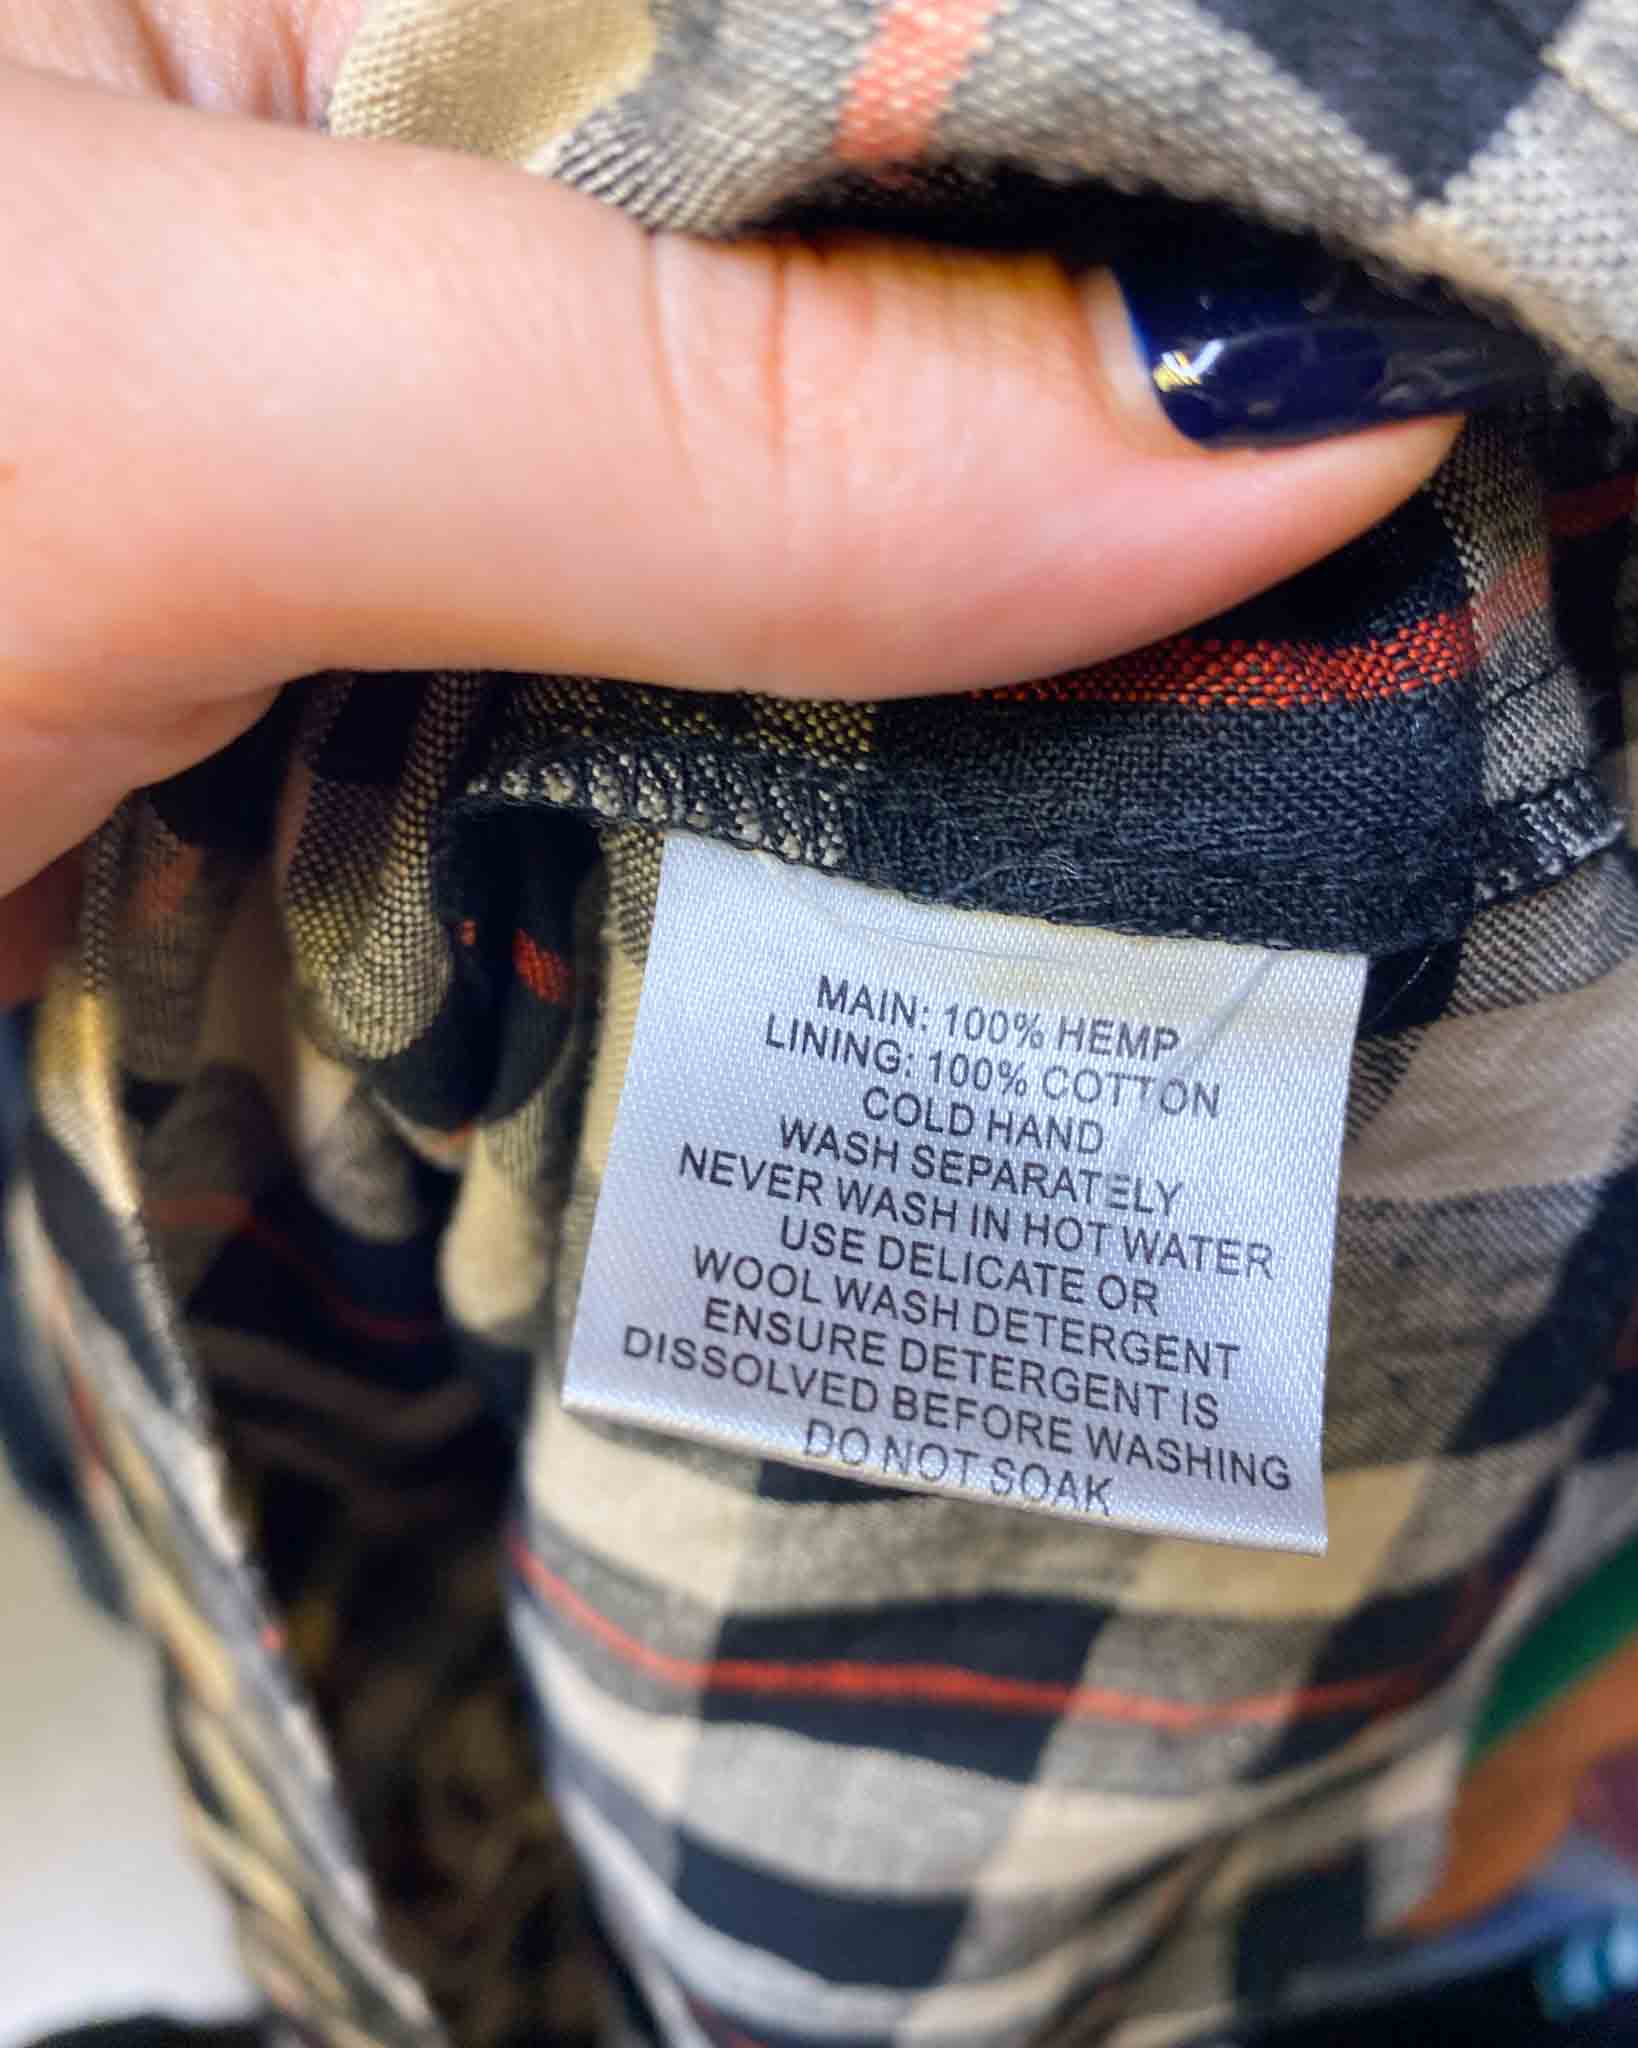 MAIN: 100% HEMP
LINING: 100% COTTON
COLD HAND
WASH SEPARATELY
NEVER WASH IN HOT WATER
USE DELICATE OR
WOOL WASH DETERGENT
ENSURE DETERGENT IS
DISSOLVED BEFORE WASHING
DO NOT SOAK